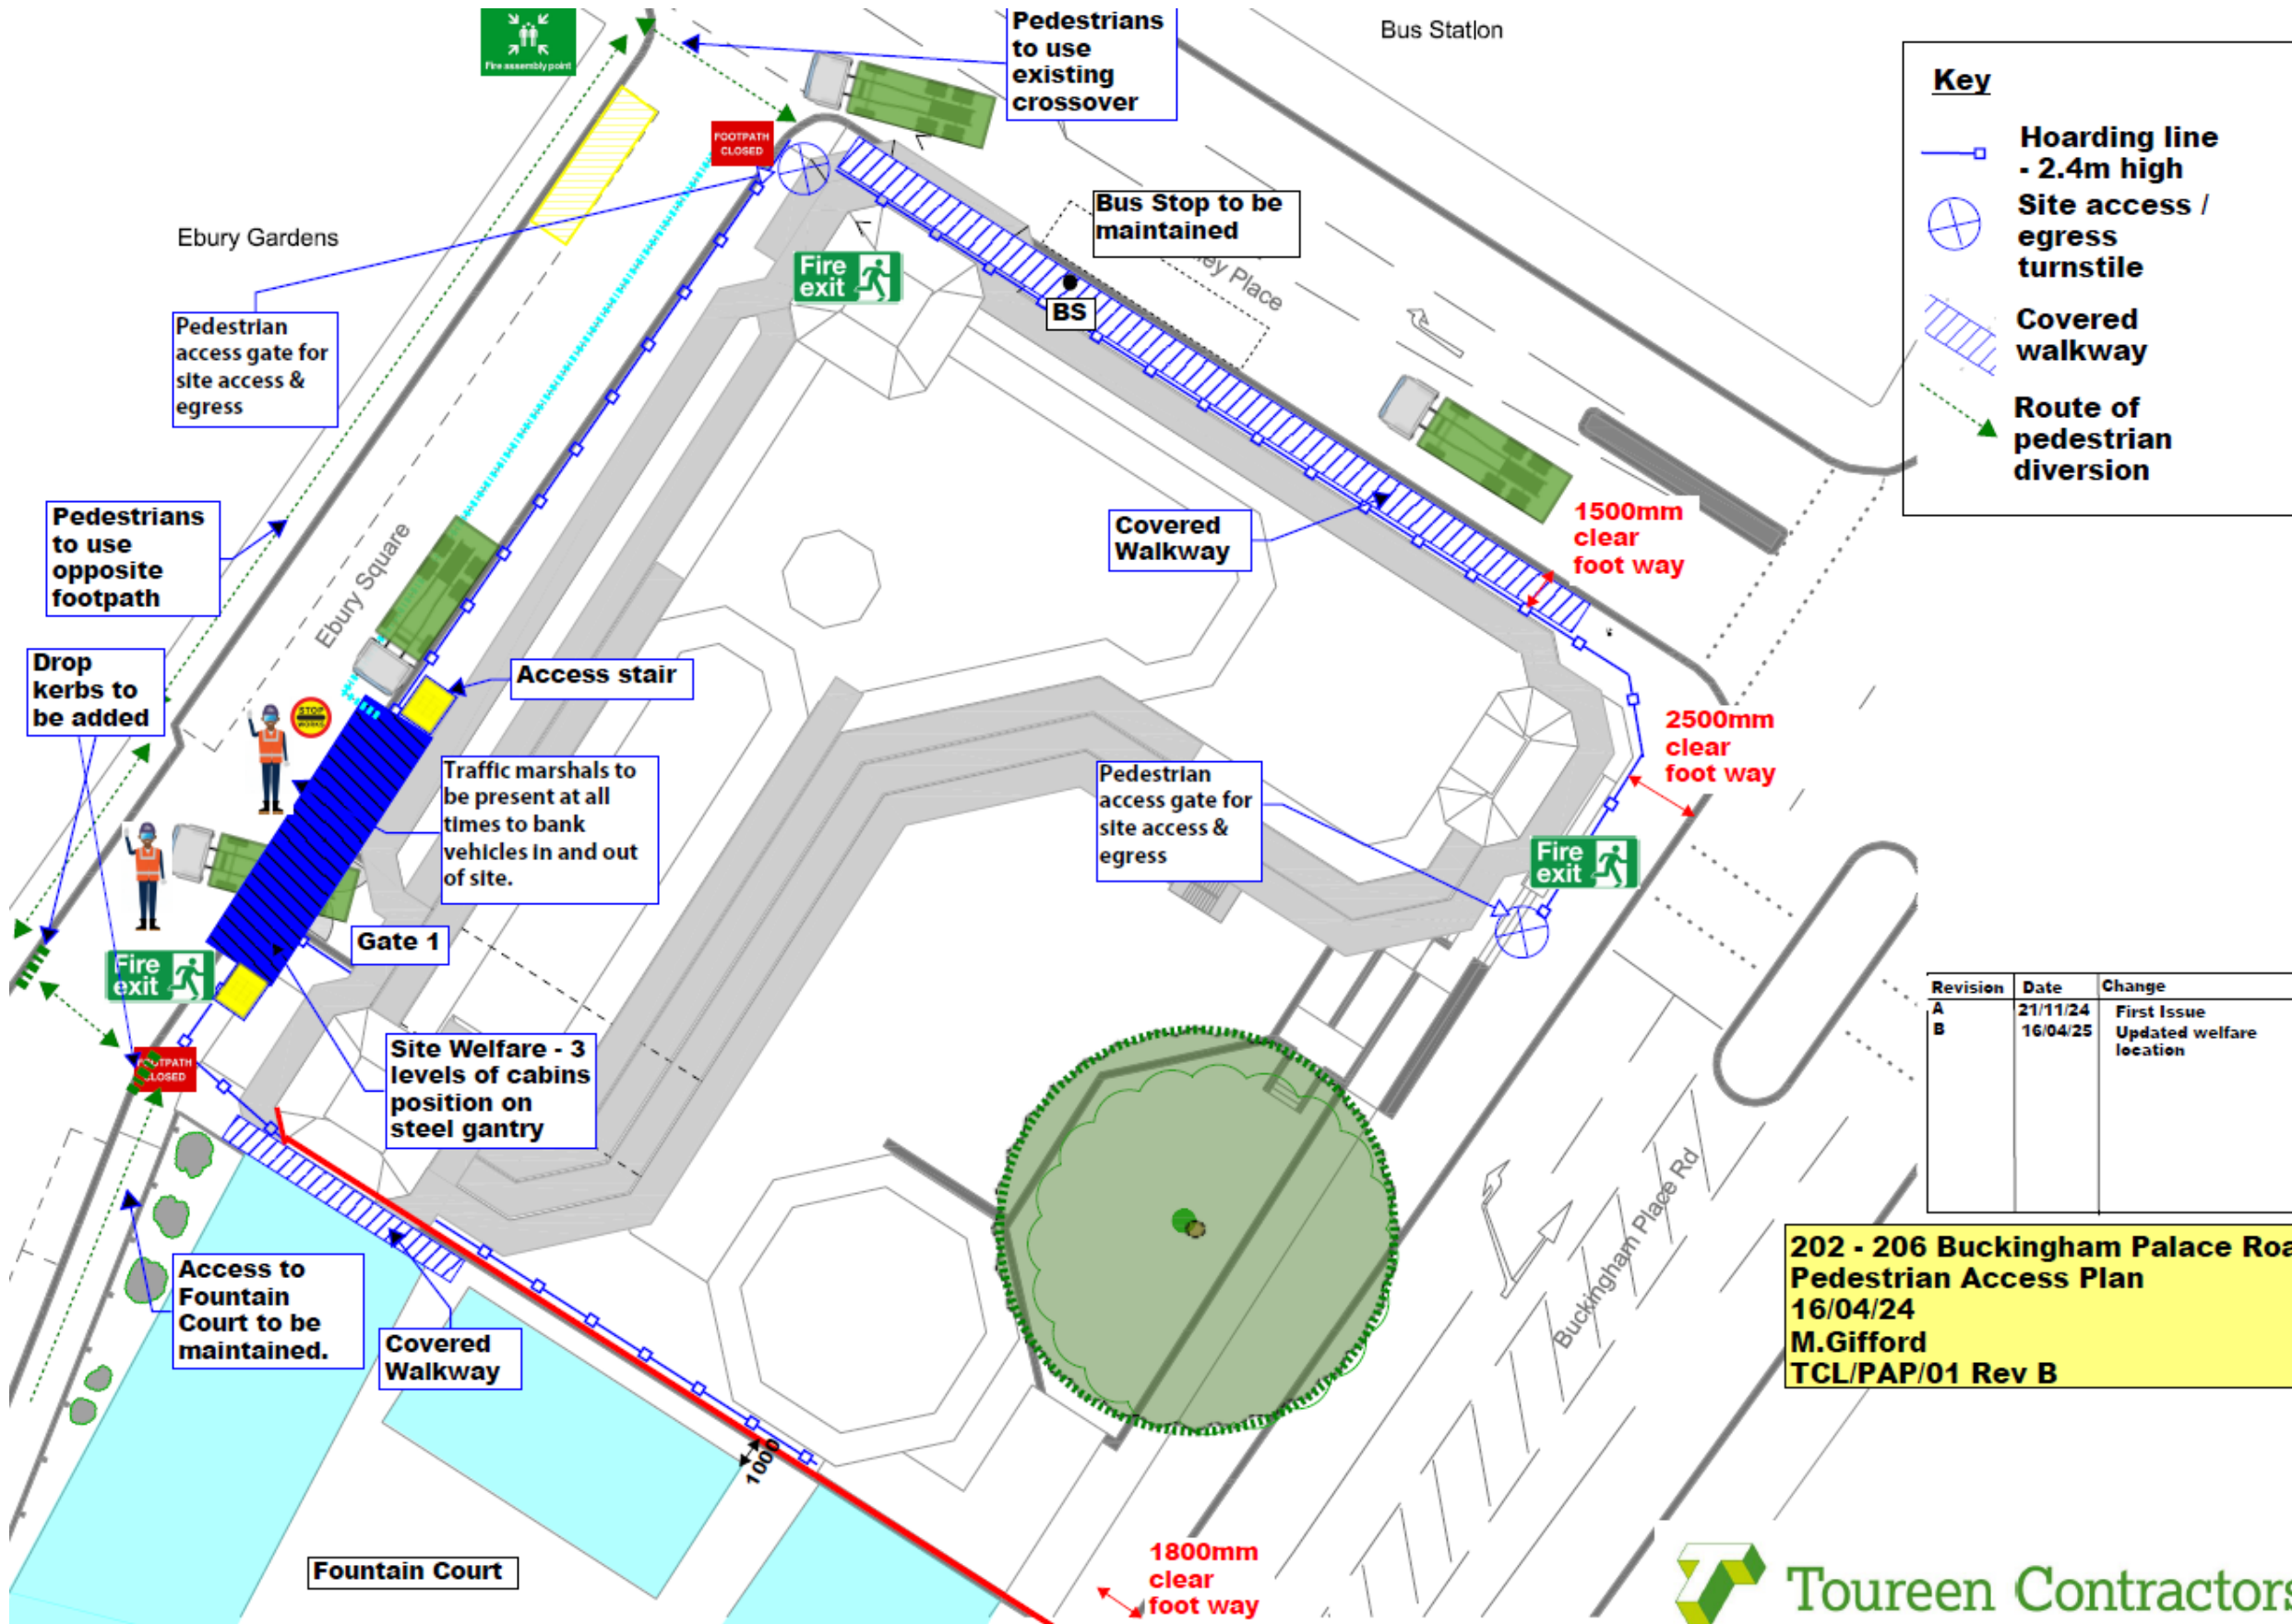 Fire assembly point
Pedestrians
to use
existing
crossover
Bus Station
Key
Hoarding line
- 2.4m high
Site access /
egress
turnstile
Covered
walkway
Route of
pedestrian
diversion
FOOTPATH
CLOSED
Ebury Gardens
Bus Stop to be
maintained
ey Place
Fire
exit
BS
Pedestrian
access gate for
site access &
egress
Pedestrians
to use
opposite
footpath
Ebury Square
Covered
Walkway
1500mm
clear
foot way
Drop
kerbs to
be added
Access stair
STOP
WORKS
2500mm
clear
foot way
Traffic marshals to
be present at all
times to bank
vehicles in and out
of site.
Pedestrian
access gate for
site access &
egress
Fire
exit
Gate 1
Fire
exit
Revision Date Change
A 21/11/24 First Issue
B 16/04/25 Updated welfare
location
Site Welfare - 3
levels of cabins
position on
steel gantry
OOTPATH
CLOSED
Buckingham Place Rd
Access to
Fountain
Court to be
maintained.
Covered
Walkway
202 - 206 Buckingham Palace Roa
Pedestrian Access Plan
16/04/24
M.Gifford
TCL/PAP/01 Rev B
1000
Fountain Court
1800mm
clear
foot way
Toureen Contractors